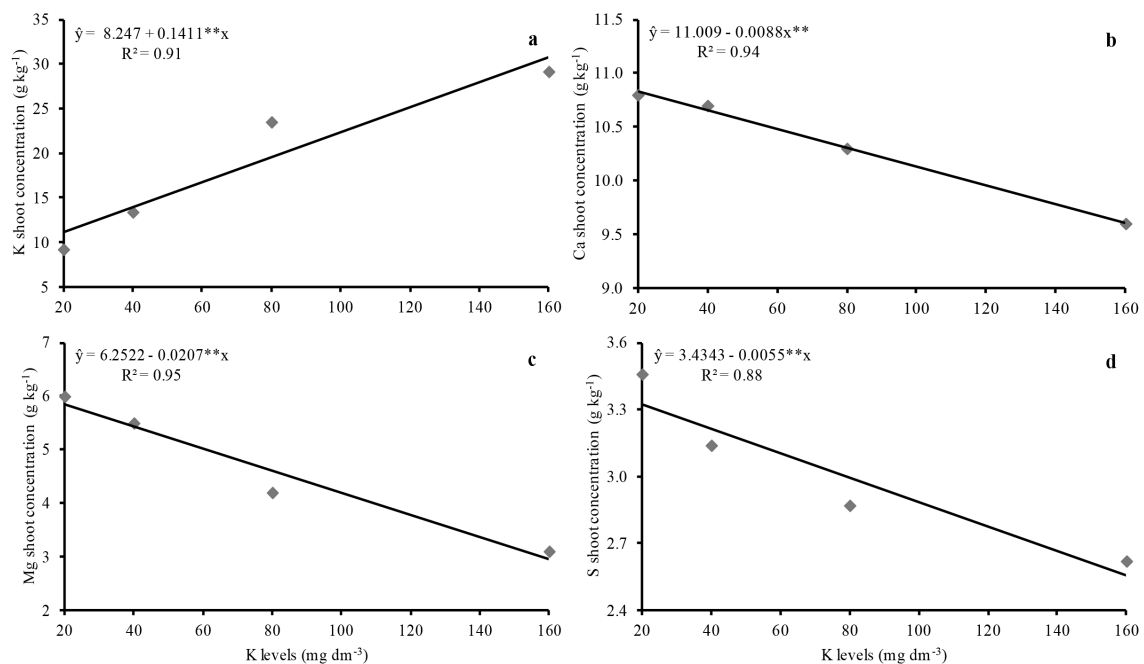 ŷ = 8.247 + 0.1411**x
R² = 0.91
a
K shoot concentration (g kg⁻¹)
35
30
25
20
15
10
5
20 40 60 80 100 120 140 160
ŷ = 11.009 - 0.0088x**
R² = 0.94
b
Ca shoot concentration (g kg⁻¹)
11.5
11.0
10.5
10.0
9.5
9.0
20 40 60 80 100 120 140 160
ŷ = 6.2522 - 0.0207**x
R² = 0.95
c
Mg shoot concentration (g kg⁻¹)
7
6
5
4
3
2
20 40 60 80 100 120 140 160
K levels (mg dm⁻³)
ŷ = 3.4343 - 0.0055**x
R² = 0.88
d
S shoot concentration (g kg⁻¹)
3.6
3.3
3.0
2.7
2.4
20 40 60 80 100 120 140 160
K levels (mg dm⁻³)